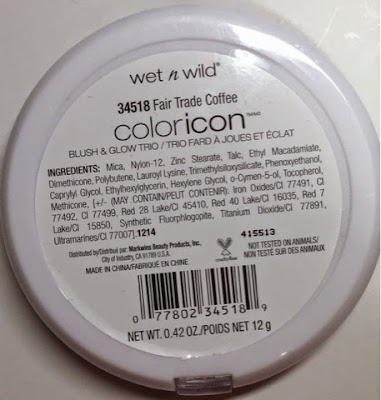 wet n wild®
34518 Fair Trade Coffee
coloricon
BLUSH & GLOW TRIO / TRIO FARD À JOUES ET ÉCLAT
INGREDIENTS: Mica, Nylon-12, Zinc Stearate, Talc, Ethyl Macadamiate,
Dimethicone, Polybutene, Lauroyl Lysine, Trimethylsiloxysilicate, Phenoxyethanol,
Caprylyl Glycol, Ethylhexylglycerin, Hexylene Glycol, o-Cymen-5-ol, Tocopherol,
Methicone, [+/- (MAY CONTAIN/PEUT CONTENIR): Iron Oxides/CI 77491, CI
77492, CI 77499, Red 28 Lake/CI 45410, Red 40 Lake/CI 16035, Red 7
Lake/CI 15850, Synthetic Fluorphlogopite, Titanium Dioxide/CI 77891,
Ultramarines/CI 77007].1214
Distributed by/Distribué par: Markwins Beauty Products, Inc.,
City of Industry, CA 91789 U.S.A.
MADE IN CHINA/FABRIQUÉ EN CHINE
415513
NOT TESTED ON ANIMALS/
NON TESTÉ SUR DES ANIMAUX
0 77802 34518 9
NET WT. 0.42 OZ./POIDS NET 12 g